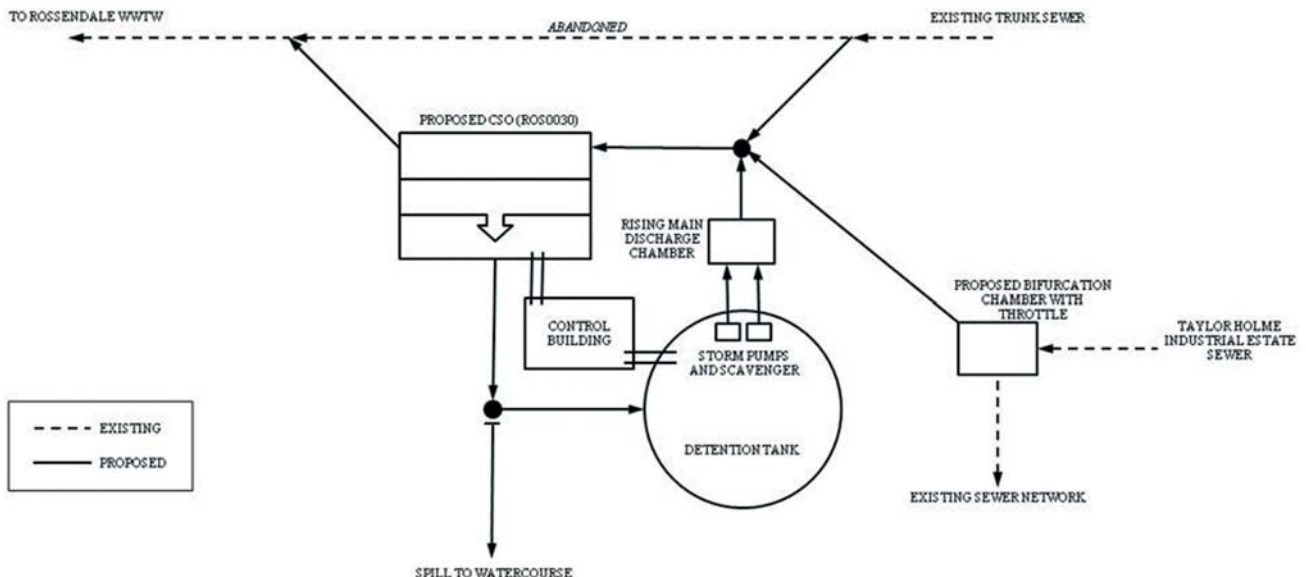 TO ROSSENDALE WWTW
ABANDONED
EXISTING TRUNK SEWER
PROPOSED CSO (ROS0030)
RISING MAIN
DISCHARGE
CHAMBER
PROPOSED BIFURCATION
CHAMBER WITH
THROTTLE
TAYLOR HOLME
INDUSTRIAL ESTATE
SEWER
CONTROL
BUILDING
STORM PUMPS
AND SCAVENGER
DETENTION TANK
EXISTING
PROPOSED
EXISTING SEWER NETWORK
SPILL TO WATERCOURSE